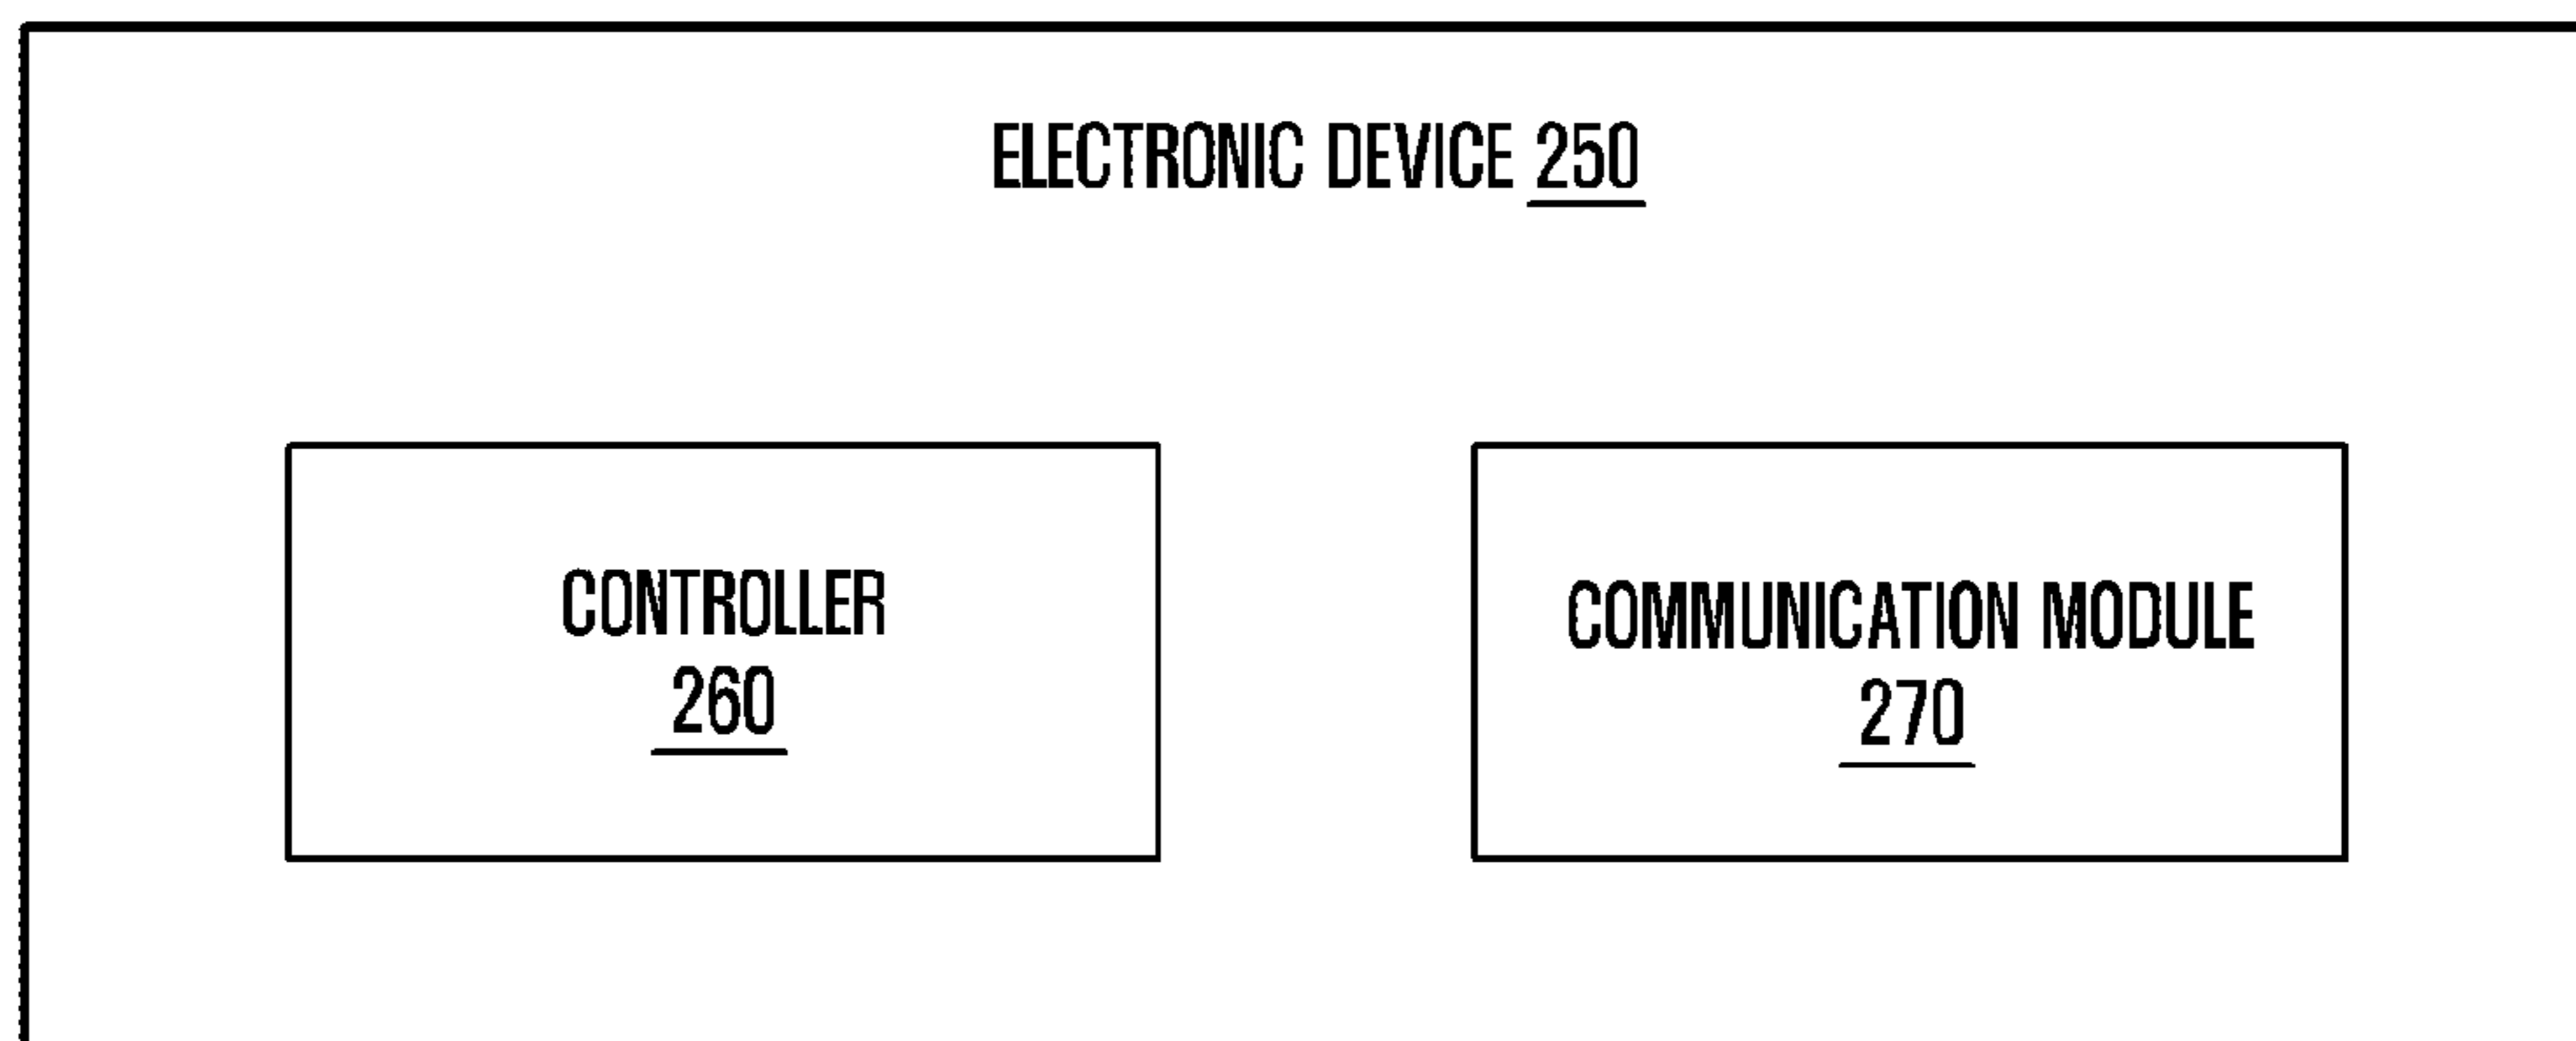 ELECTRONIC DEVICE 250
CONTROLLER
260
COMMUNICATION MODULE
270